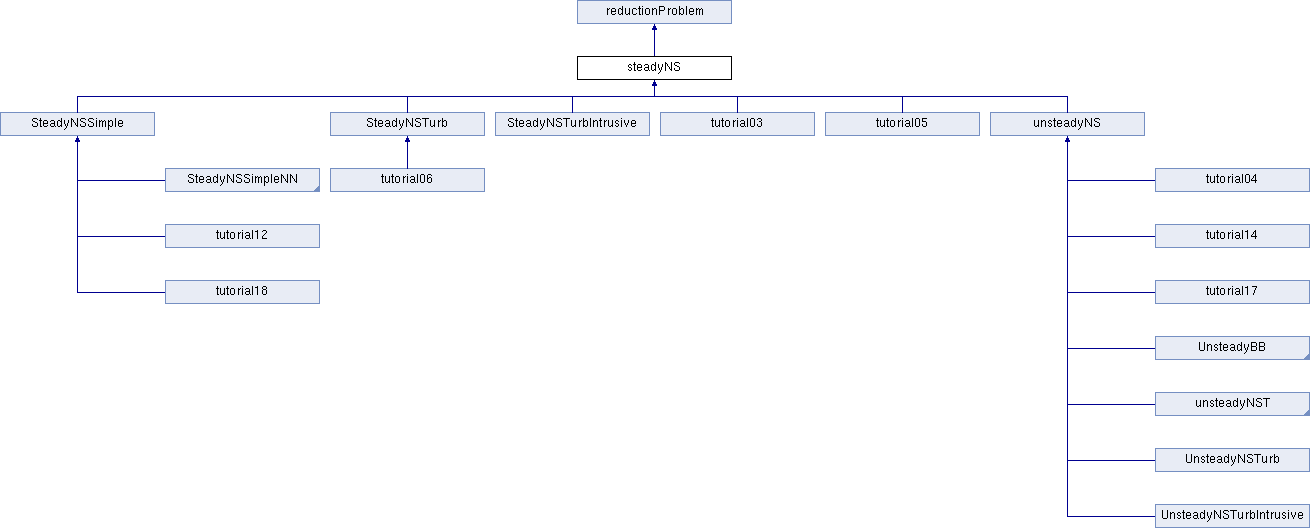 reductionProblem
steadyNS
SteadyNSSimple
SteadyNSTurb
SteadyNSTurbIntrusive
tutorial03
tutorial05
unsteadyNS
SteadyNSSimpleNN
tutorial06
tutorial04
tutorial12
tutorial14
tutorial18
tutorial17
UnsteadyBB
unsteadyNST
UnsteadyNSTurb
UnsteadyNSTurbIntrusive